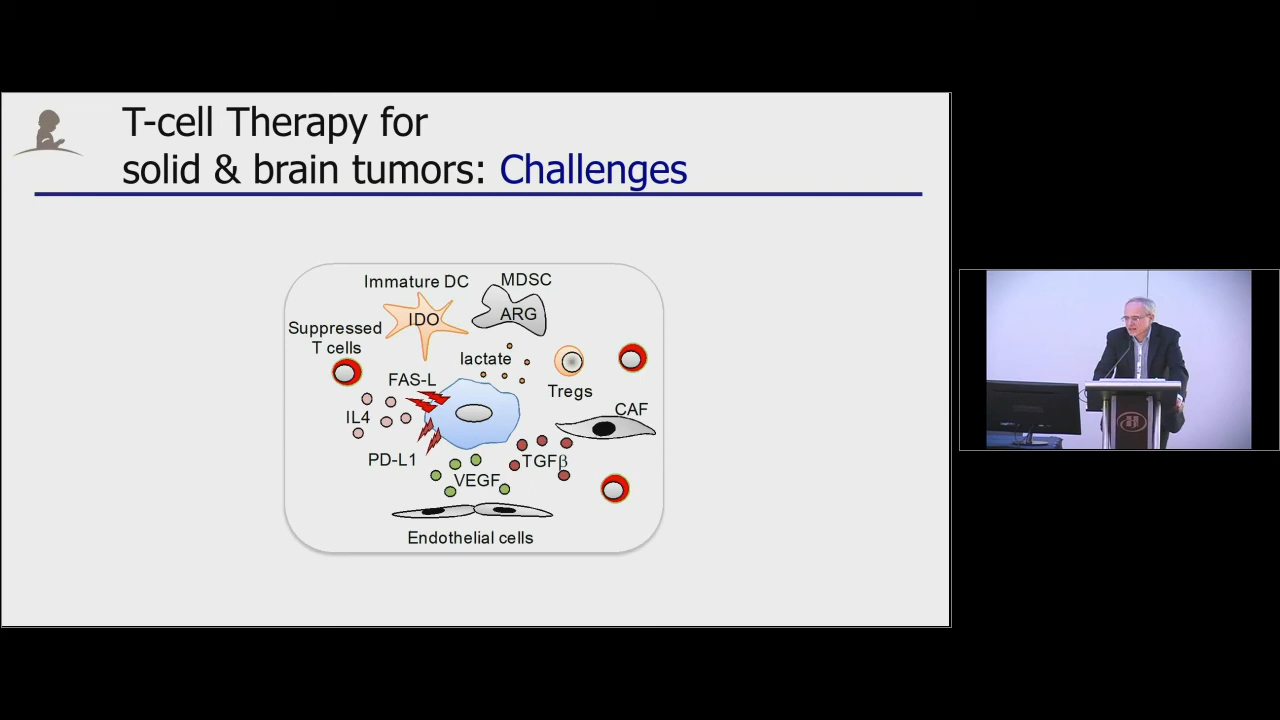 T-cell Therapy for
solid & brain tumors: Challenges
Immature DC
MDSC
IDO
ARG
Suppressed
T cells
lactate
Tregs
FAS-L
CAF
IL4
PD-L1
TGFβ
VEGF
Endothelial cells